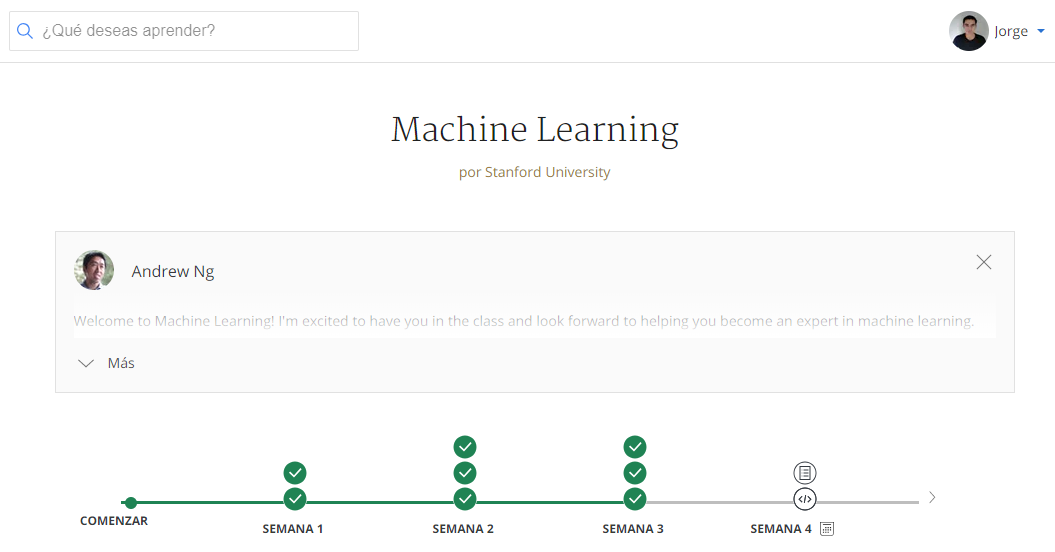 ¿Qué deseas aprender?
Jorge
Machine Learning
por Stanford University
Andrew Ng
Welcome to Machine Learning! I'm excited to have you in the class and look forward to helping you become an expert in machine learning.
Más
COMENZAR
SEMANA 1
SEMANA 2
SEMANA 3
SEMANA 4